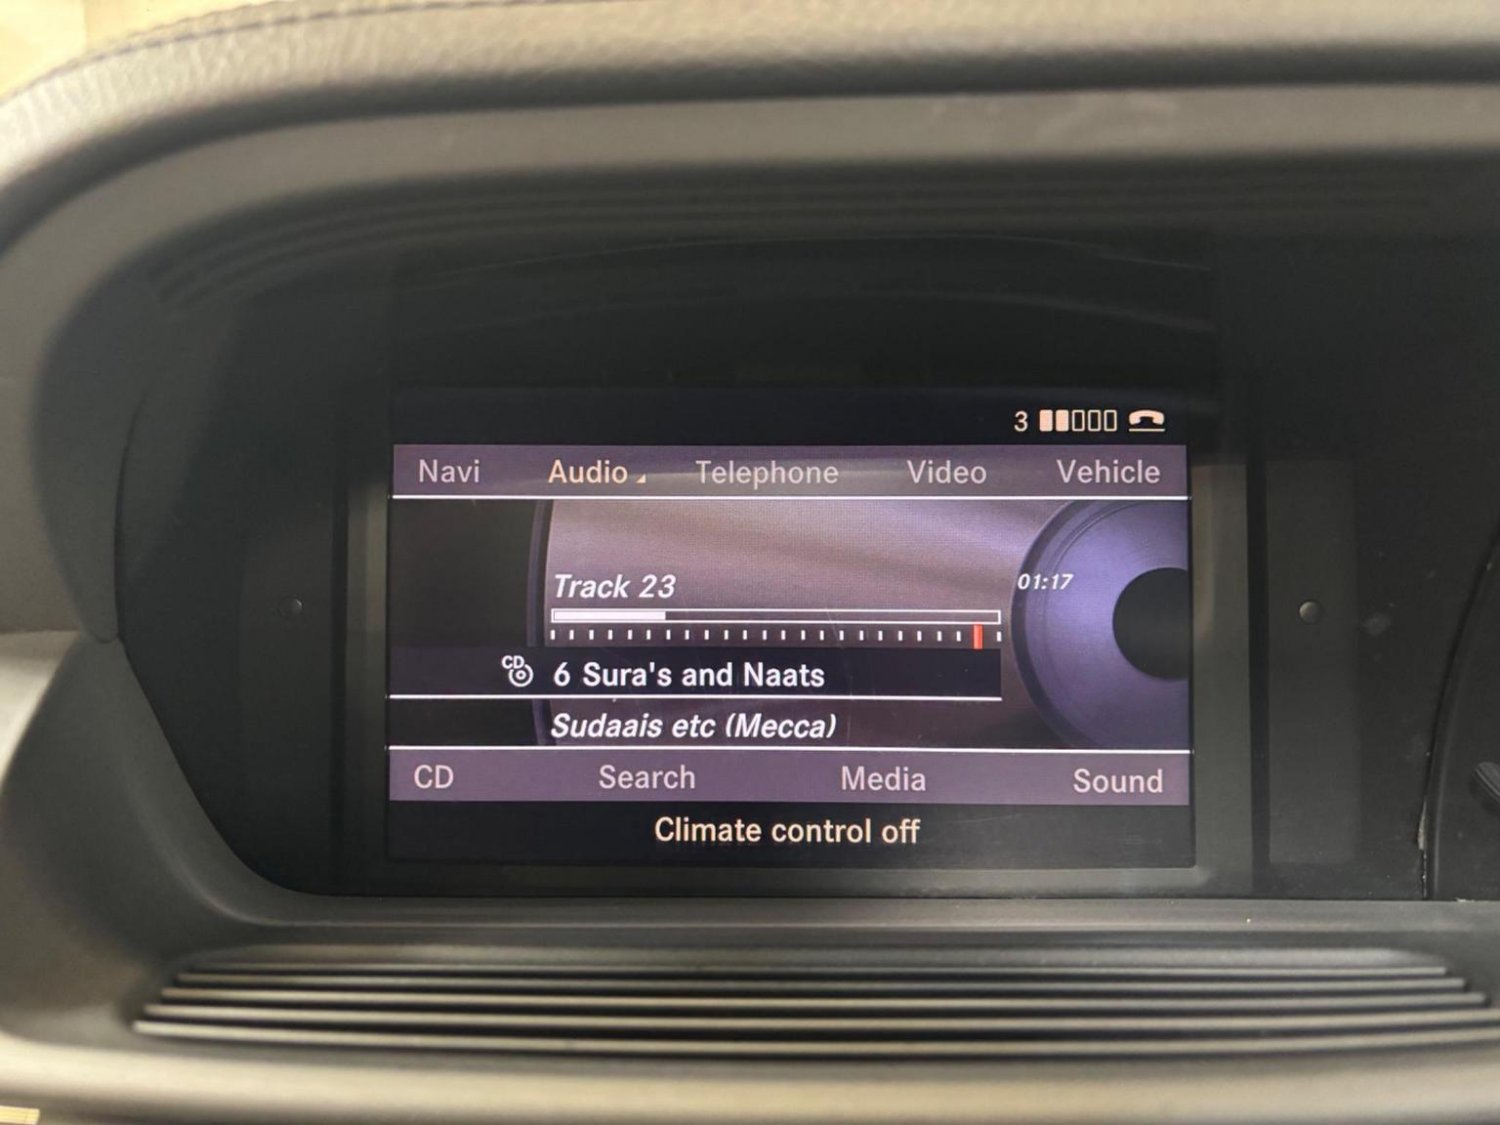 3
Navi Audio Telephone Video Vehicle
Track 23 01:17
CD 6 Sura's and Naats
Sudaais etc (Mecca)
CD Search Media Sound
Climate control off